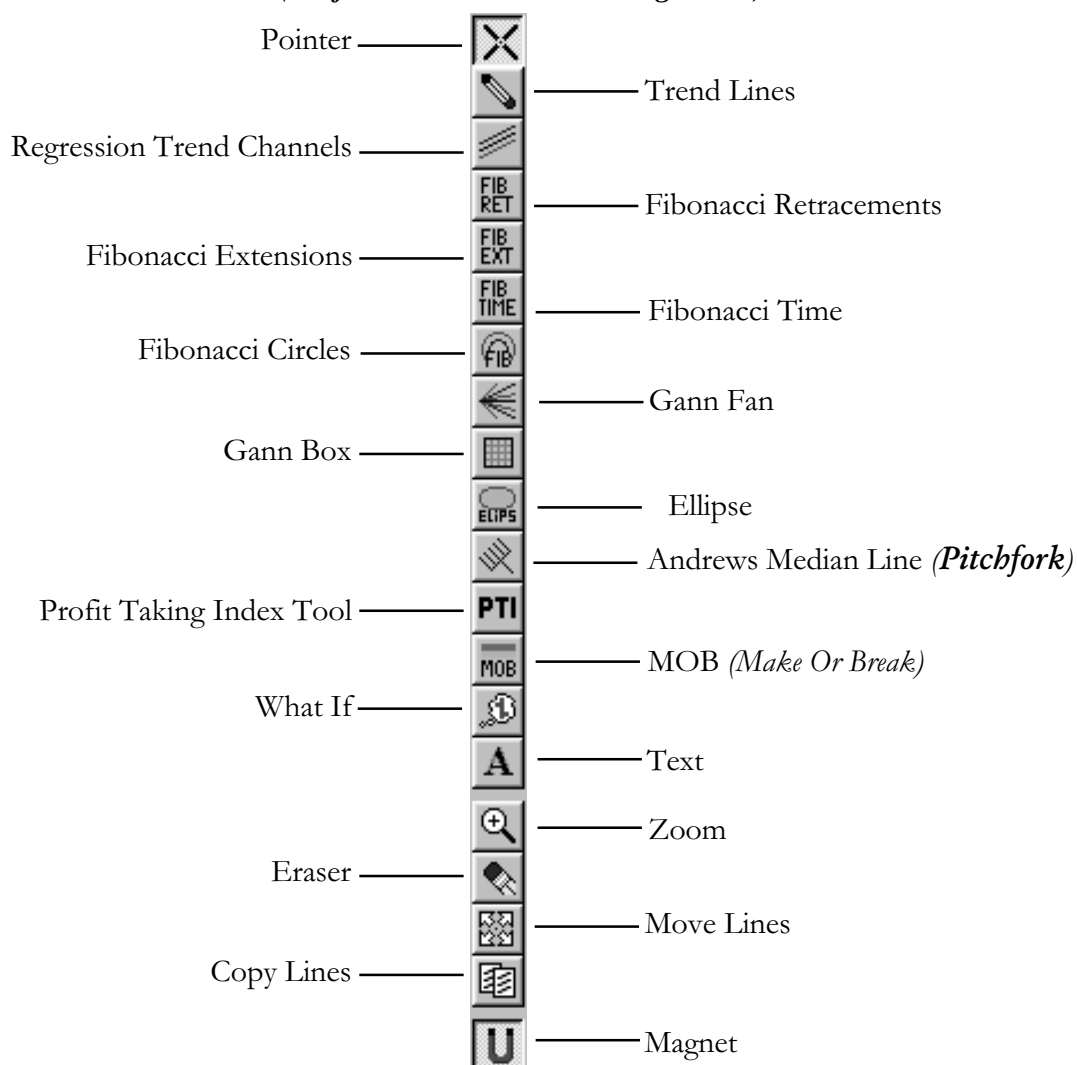 Pointer
Trend Lines
Regression Trend Channels
FIB
RET
Fibonacci Retracements
Fibonacci Extensions
FIB
EXT
FIB
TIME
Fibonacci Time
Fibonacci Circles
FIB
Gann Fan
Gann Box
ELIPS
Ellipse
Andrews Median Line (Pitchfork)
Profit Taking Index Tool
PTI
MOB
MOB (Make Or Break)
What If
A
Text
Zoom
Eraser
Move Lines
Copy Lines
Magnet